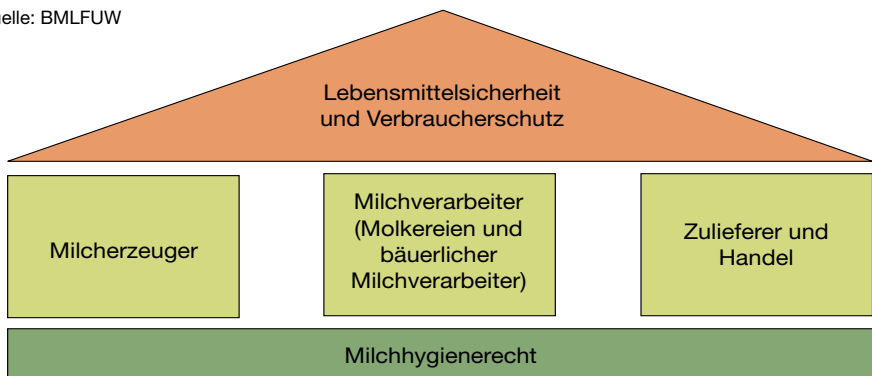 elle: BMLFUW
Lebensmittelsicherheit
und Verbraucherschutz
Milcherzeuger
Milchverarbeiter
(Molkereien und
bäuerlicher
Milchverarbeiter)
Zulieferer und
Handel
Milchhygienerecht